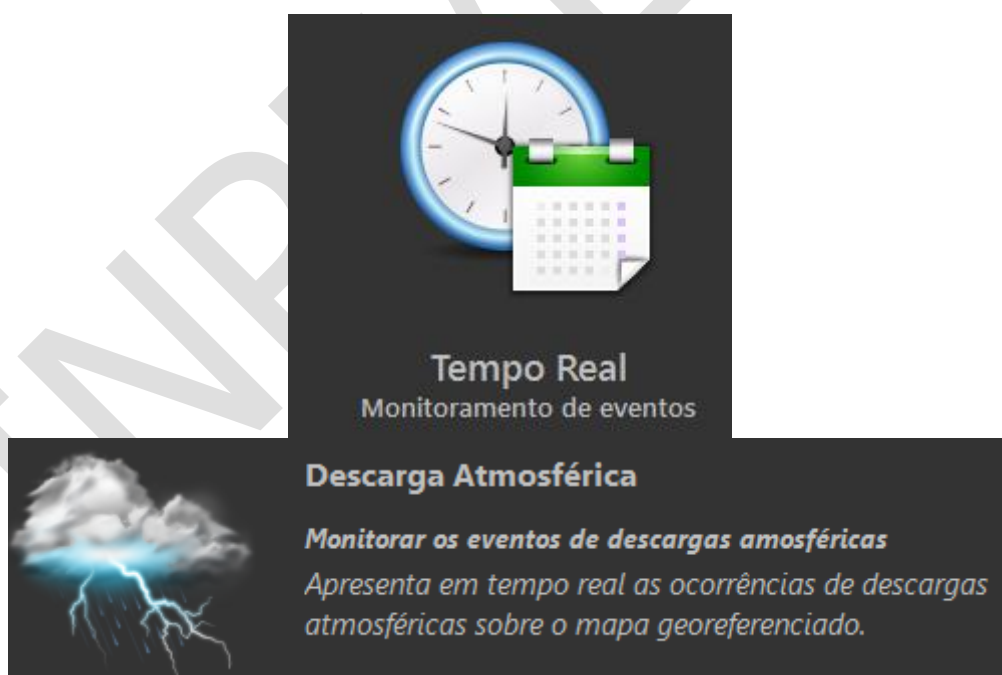 Tempo Real
Monitoramento de eventos
Descarga Atmosférica
Monitorar os eventos de descargas amosféricas
Apresenta em tempo real as ocorrências de descargas
atmosféricas sobre o mapa georeferenciado.